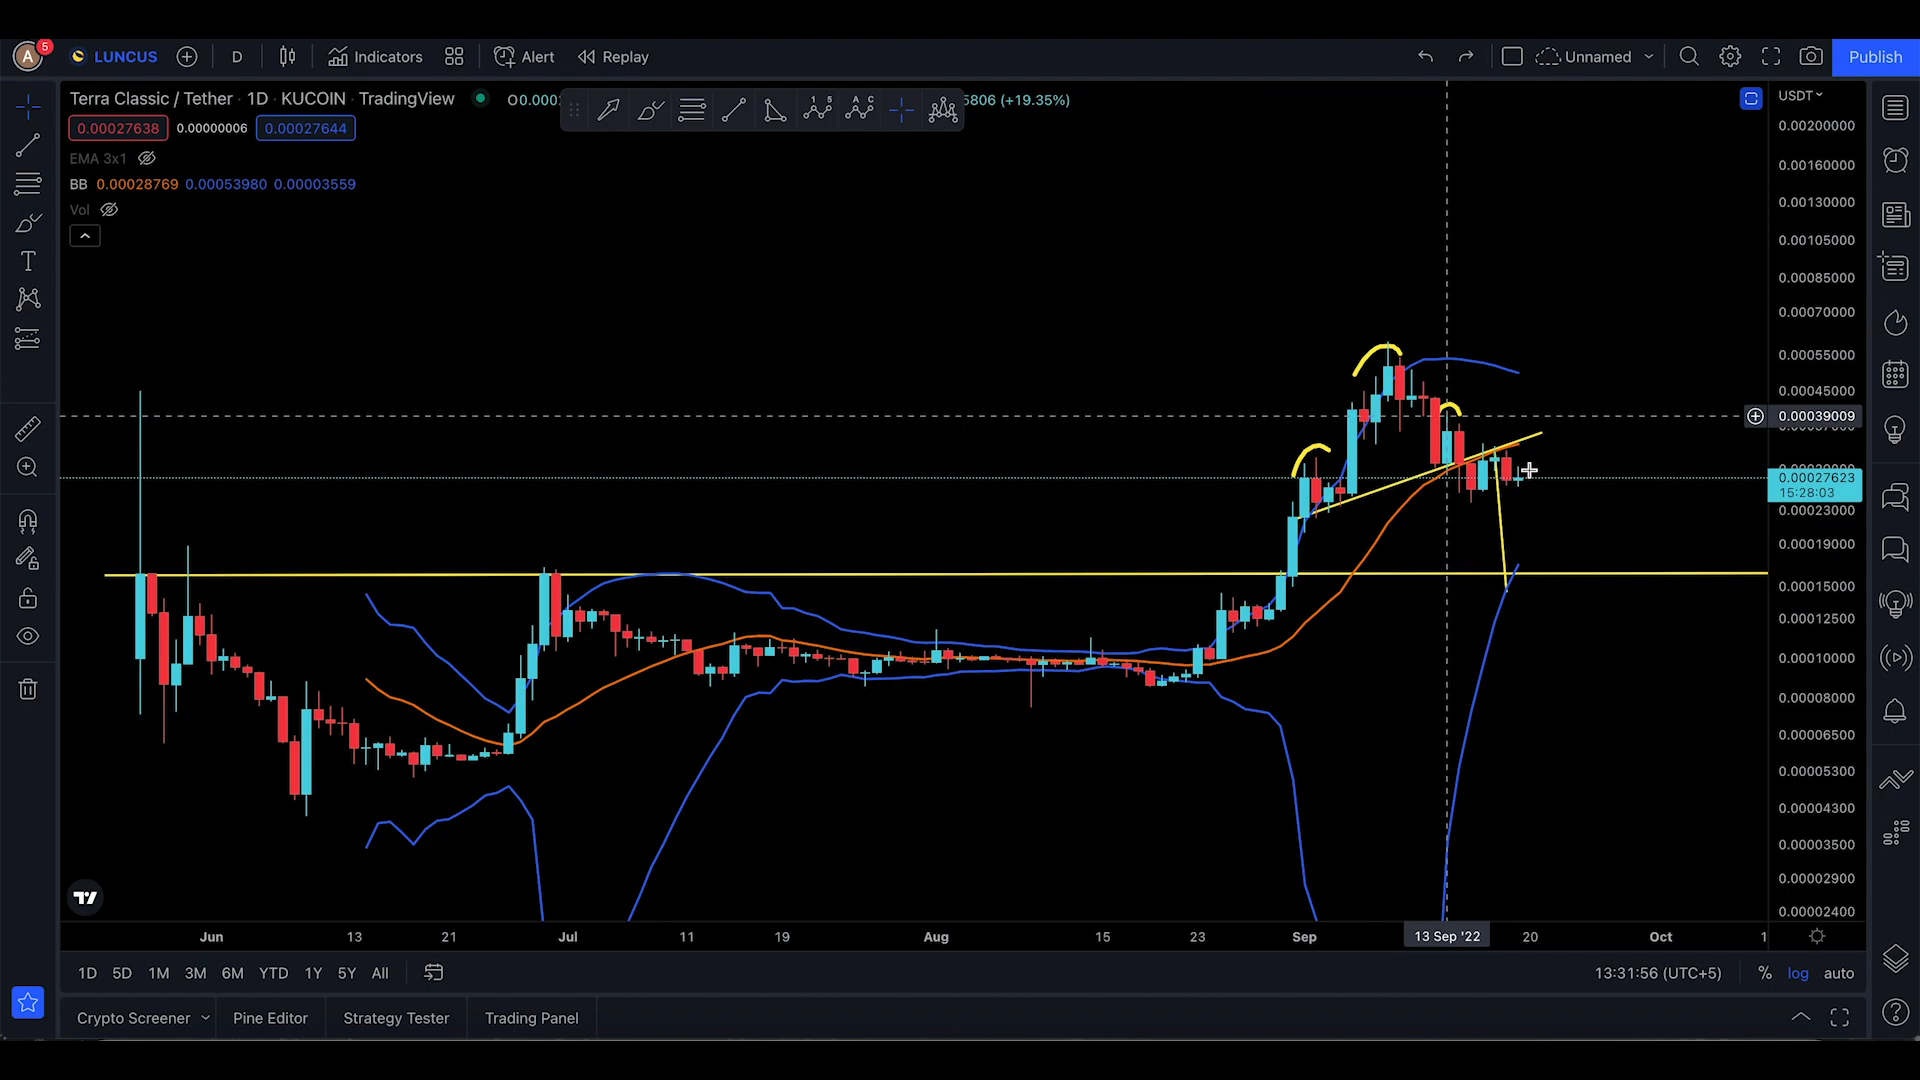 A 5 LUNCUS D Indicators Alert Replay Unnamed Publish
Terra Classic / Tether · 1D · KUCOIN · TradingView O0.000 5806 (+19.35%) USDT
0.00027638 0.00000006 0.00027644
EMA 3x1
BB 0.00028769 0.00053980 0.00003559
Vol
1 5
A C
0.00200000
0.00160000
0.00130000
0.00105000
0.00085000
0.00070000
0.00055000
0.00045000
0.00039009
0.00027623
15:28:03
0.00023000
0.00019000
0.00015000
0.00012500
0.00010000
0.00008000
0.00006500
0.00005300
0.00004300
0.00003500
0.00002900
0.00002400
Jun 13 21 Jul 11 19 Aug 15 23 Sep 13 Sep '22 20 Oct 1
1D 5D 1M 3M 6M YTD 1Y 5Y All 13:31:56 (UTC+5) % log auto
Crypto Screener Pine Editor Strategy Tester Trading Panel